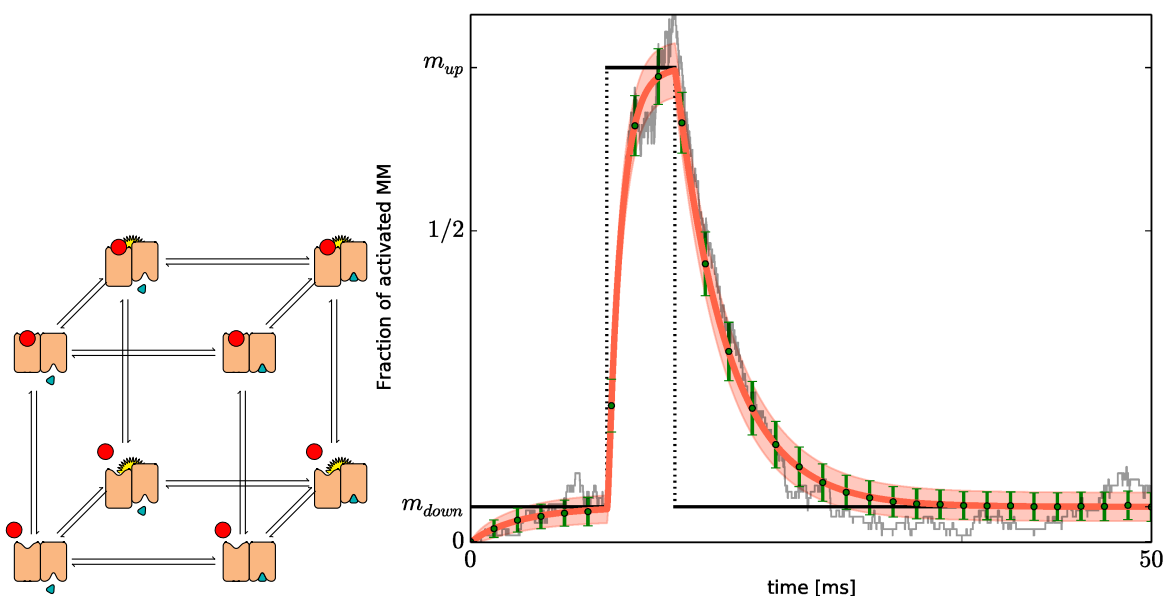 Fraction of activated MM
m_up
1/2
m_down
0
0
50
time [ms]